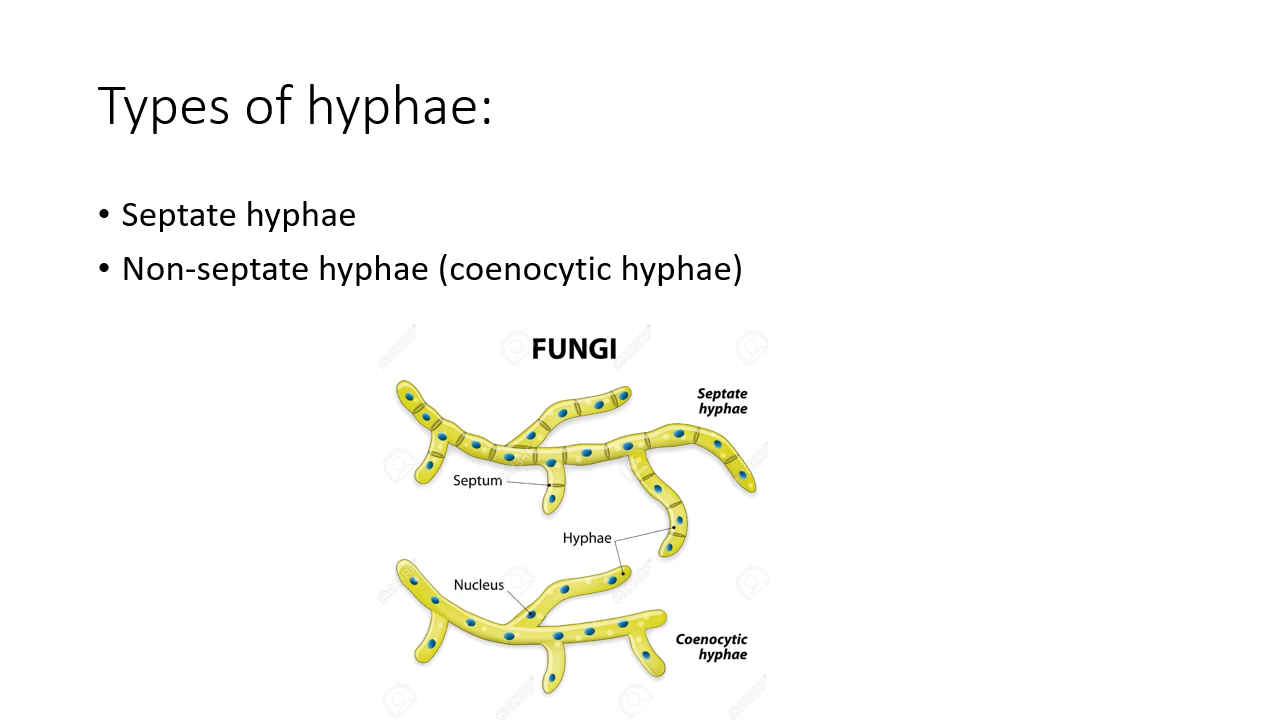 Types of hyphae:
• Septate hyphae
• Non-septate hyphae (coenocytic hyphae)
FUNGI
Septate
hyphae
Septum
Hyphae
Nucleus
Coenocytic
hyphae